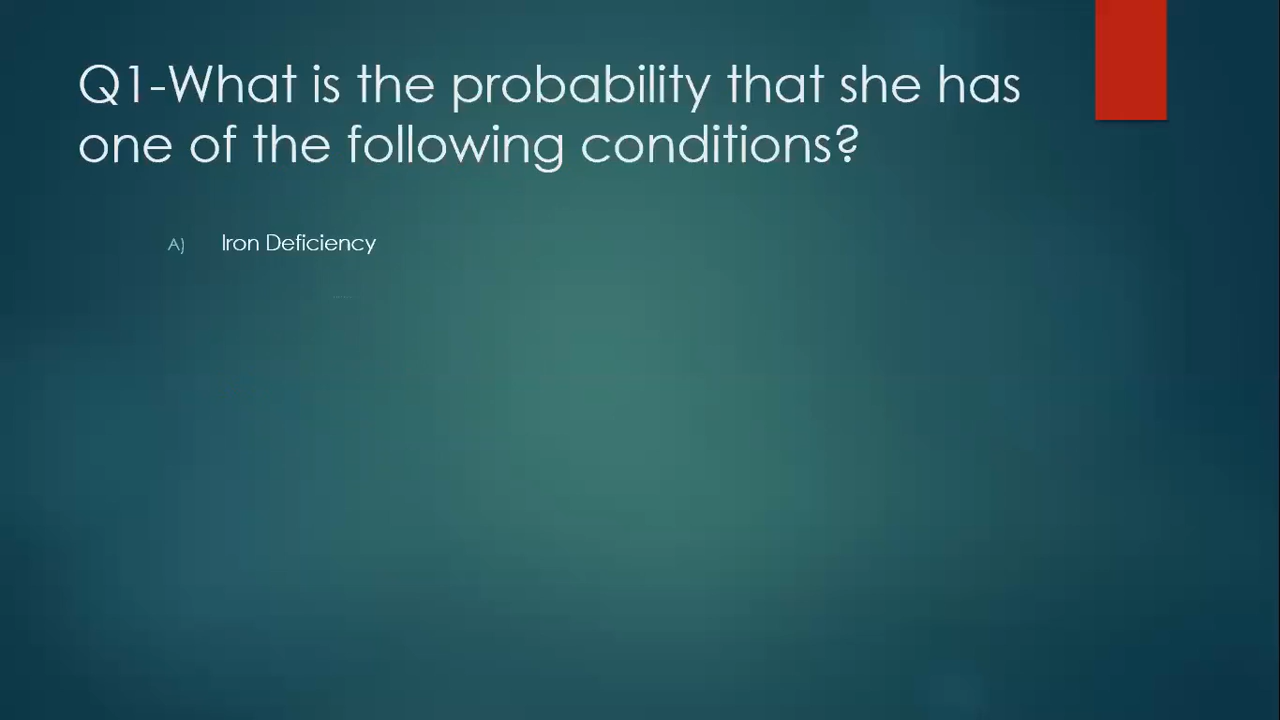 Q1-What is the probability that she has
one of the following conditions?
A) Iron Deficiency